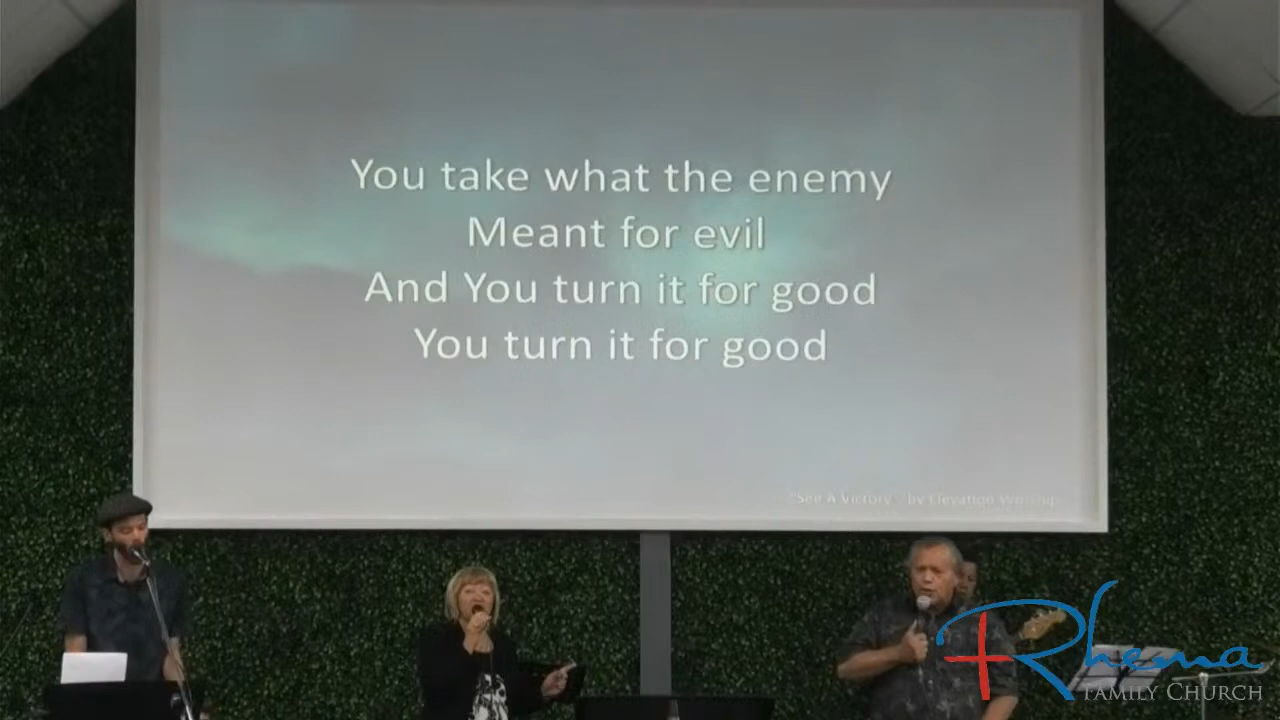 You take what the enemy
Meant for evil
And You turn it for good
You turn it for good
"See A Victory" by Elevation Worship
Rhema
FAMILY CHURCH